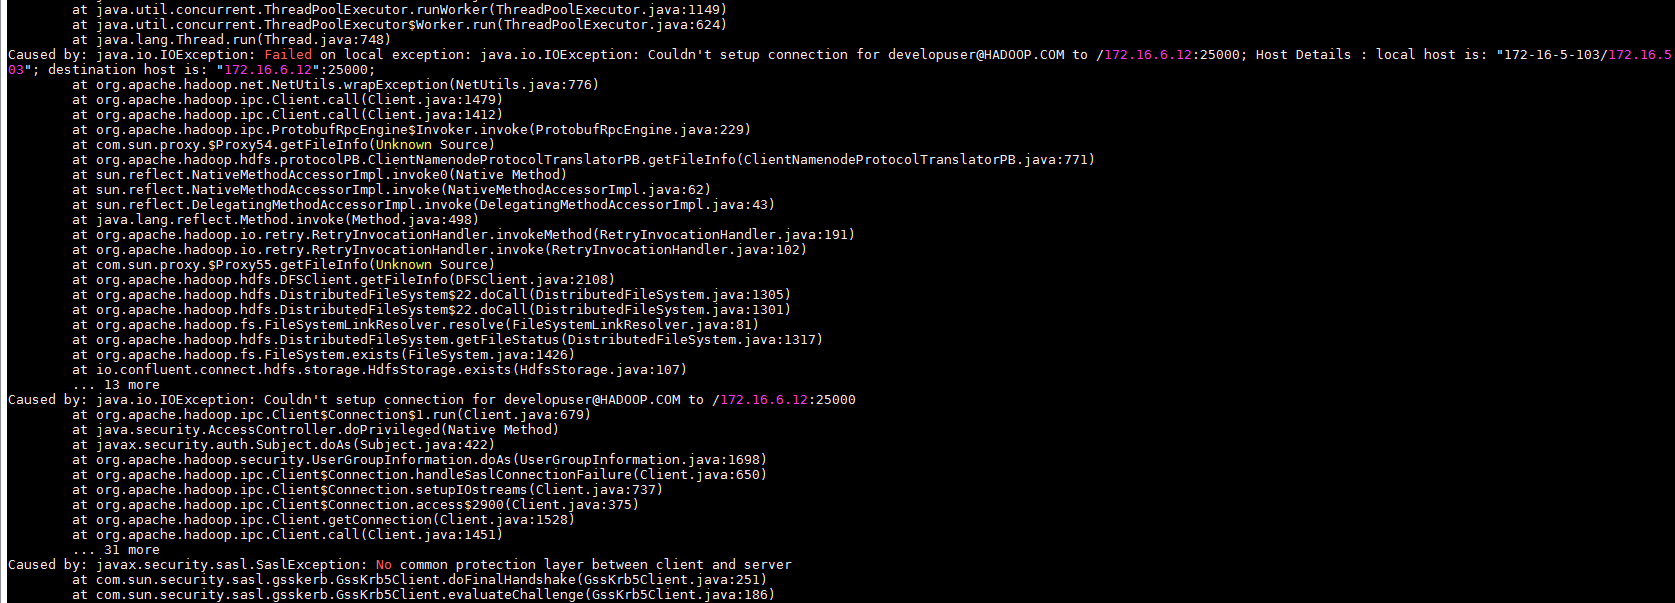 at java.util.concurrent.ThreadPoolExecutor.runWorker(ThreadPoolExecutor.java:1149)
at java.util.concurrent.ThreadPoolExecutor$Worker.run(ThreadPoolExecutor.java:624)
at java.lang.Thread.run(Thread.java:748)
Caused by: java.io.IOException: Failed on local exception: java.io.IOException: Couldn't setup connection for developuser@HADOOP.COM to /172.16.6.12:25000; Host Details : local host is: "172-16-5-103/172.16.5
03"; destination host is: "172.16.6.12":25000;
at org.apache.hadoop.net.NetUtils.wrapException(NetUtils.java:776)
at org.apache.hadoop.ipc.Client.call(Client.java:1479)
at org.apache.hadoop.ipc.Client.call(Client.java:1412)
at org.apache.hadoop.ipc.ProtobufRpcEngine$Invoker.invoke(ProtobufRpcEngine.java:229)
at com.sun.proxy.$Proxy54.getFileInfo(Unknown Source)
at org.apache.hadoop.hdfs.protocolPB.ClientNamenodeProtocolTranslatorPB.getFileInfo(ClientNamenodeProtocolTranslatorPB.java:771)
at sun.reflect.NativeMethodAccessorImpl.invoke0(Native Method)
at sun.reflect.NativeMethodAccessorImpl.invoke(NativeMethodAccessorImpl.java:62)
at sun.reflect.DelegatingMethodAccessorImpl.invoke(DelegatingMethodAccessorImpl.java:43)
at java.lang.reflect.Method.invoke(Method.java:498)
at org.apache.hadoop.io.retry.RetryInvocationHandler.invokeMethod(RetryInvocationHandler.java:191)
at org.apache.hadoop.io.retry.RetryInvocationHandler.invoke(RetryInvocationHandler.java:102)
at com.sun.proxy.$Proxy55.getFileInfo(Unknown Source)
at org.apache.hadoop.hdfs.DFSClient.getFileInfo(DFSClient.java:2108)
at org.apache.hadoop.hdfs.DistributedFileSystem$22.doCall(DistributedFileSystem.java:1305)
at org.apache.hadoop.hdfs.DistributedFileSystem$22.doCall(DistributedFileSystem.java:1301)
at org.apache.hadoop.fs.FileSystemLinkResolver.resolve(FileSystemLinkResolver.java:81)
at org.apache.hadoop.hdfs.DistributedFileSystem.getFileStatus(DistributedFileSystem.java:1317)
at org.apache.hadoop.fs.FileSystem.exists(FileSystem.java:1426)
at io.confluent.connect.hdfs.storage.HdfsStorage.exists(HdfsStorage.java:107)
... 13 more
Caused by: java.io.IOException: Couldn't setup connection for developuser@HADOOP.COM to /172.16.6.12:25000
at org.apache.hadoop.ipc.Client$Connection$1.run(Client.java:679)
at java.security.AccessController.doPrivileged(Native Method)
at javax.security.auth.Subject.doAs(Subject.java:422)
at org.apache.hadoop.security.UserGroupInformation.doAs(UserGroupInformation.java:1698)
at org.apache.hadoop.ipc.Client$Connection.handleSaslConnectionFailure(Client.java:650)
at org.apache.hadoop.ipc.Client$Connection.setupIOstreams(Client.java:737)
at org.apache.hadoop.ipc.Client$Connection.access$2900(Client.java:375)
at org.apache.hadoop.ipc.Client.getConnection(Client.java:1528)
at org.apache.hadoop.ipc.Client.call(Client.java:1451)
... 31 more
Caused by: javax.security.sasl.SaslException: No common protection layer between client and server
at com.sun.security.sasl.gsskerb.GssKrb5Client.doFinalHandshake(GssKrb5Client.java:251)
at com.sun.security.sasl.gsskerb.GssKrb5Client.evaluateChallenge(GssKrb5Client.java:186)